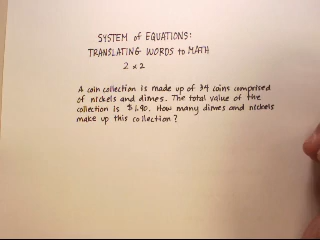 SYSTEM of EQUATIONS:
TRANSLATING WORDS to MATH
2 x 2
A coin collection is made up of 34 coins comprised
of nickels and dimes. The total value of the
collection is $1.90. How many dimes and nickels
make up this collection?